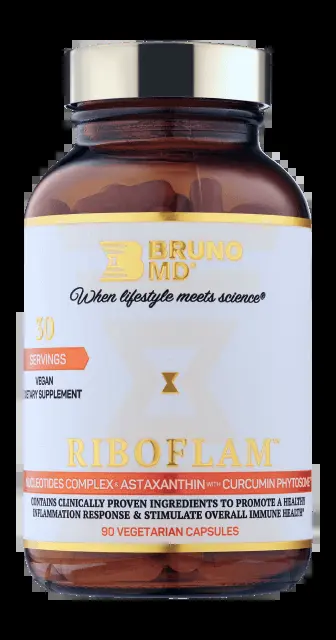 BRUNO
MD®
When lifestyle meets science®
30
SERVINGS
VEGAN
DIETARY SUPPLEMENT
RIBOFLAM™
NUCLEOTIDES COMPLEX & ASTAXANTHIN WITH CURCUMIN PHYTOSOME
CONTAINS CLINICALLY PROVEN INGREDIENTS TO PROMOTE A HEALTHY
INFLAMMATION RESPONSE & STIMULATE OVERALL IMMUNE HEALTH*
90 VEGETARIAN CAPSULES